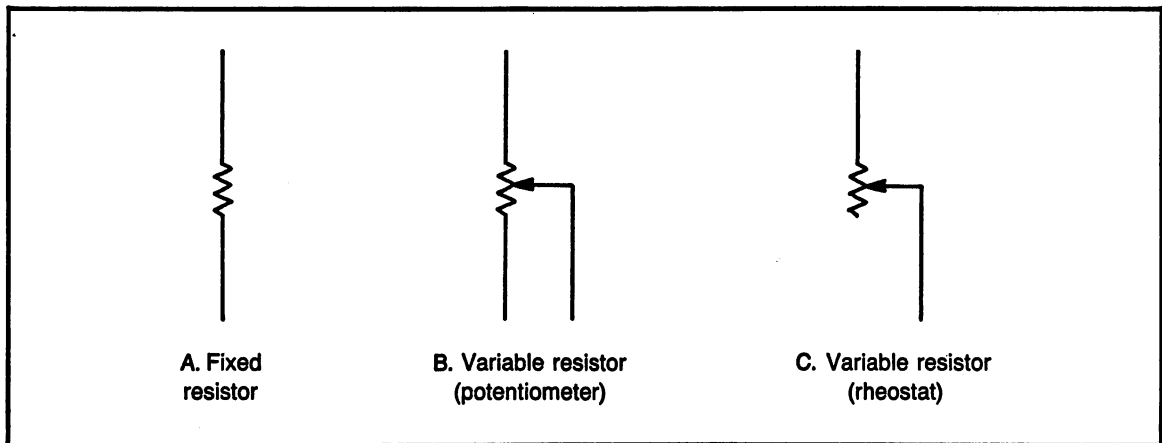 A. Fixed
resistor
B. Variable resistor
(potentiometer)
C. Variable resistor
(rheostat)